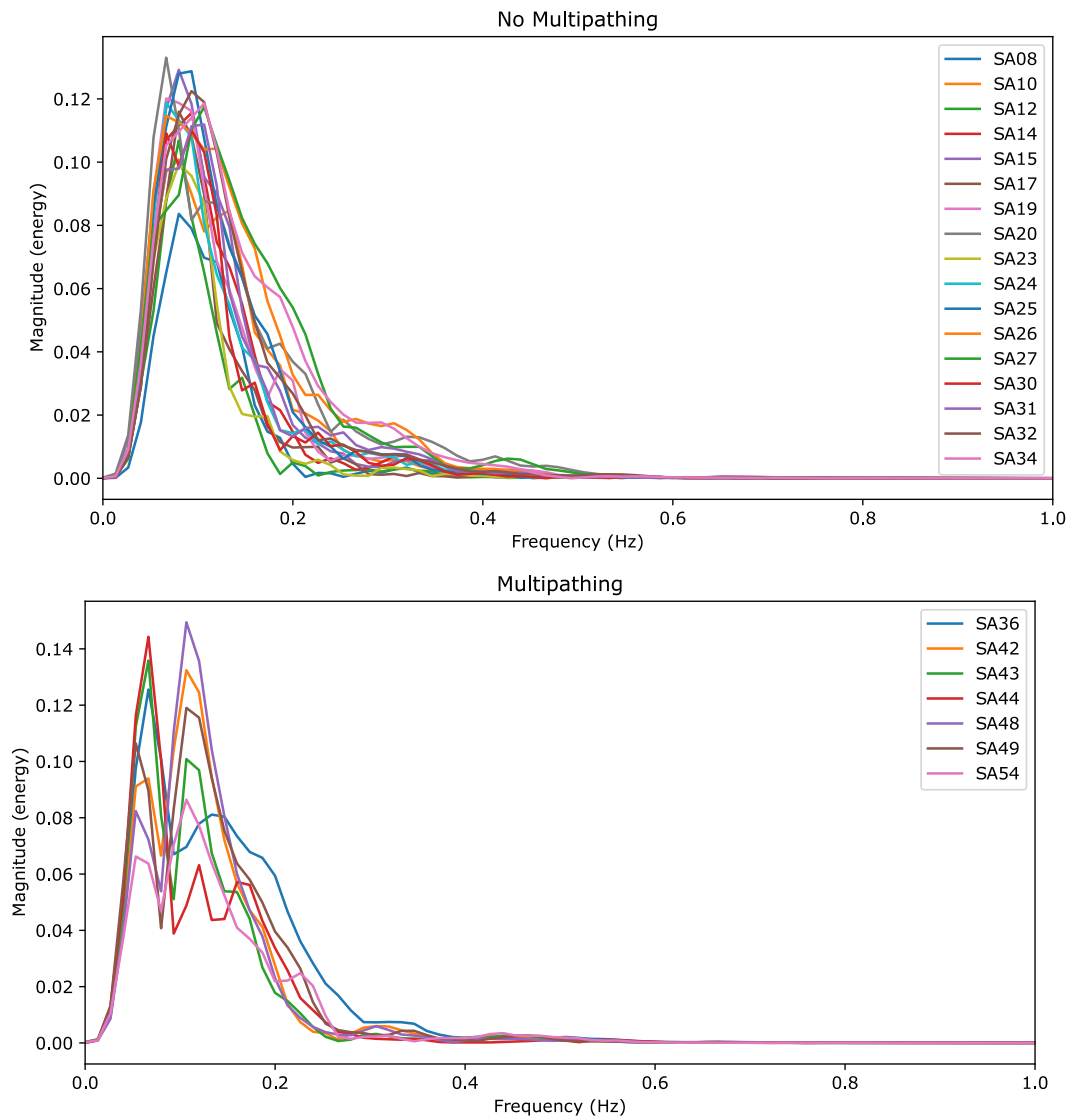 No Multipathing
Magnitude (energy)
0.12
0.10
0.08
0.06
0.04
0.02
0.00
0.0
0.2
0.4
0.6
0.8
1.0
Frequency (Hz)
SA08
SA10
SA12
SA14
SA15
SA17
SA19
SA20
SA23
SA24
SA25
SA26
SA27
SA30
SA31
SA32
SA34
Multipathing
Magnitude (energy)
0.14
0.12
0.10
0.08
0.06
0.04
0.02
0.00
0.0
0.2
0.4
0.6
0.8
1.0
Frequency (Hz)
SA36
SA42
SA43
SA44
SA48
SA49
SA54